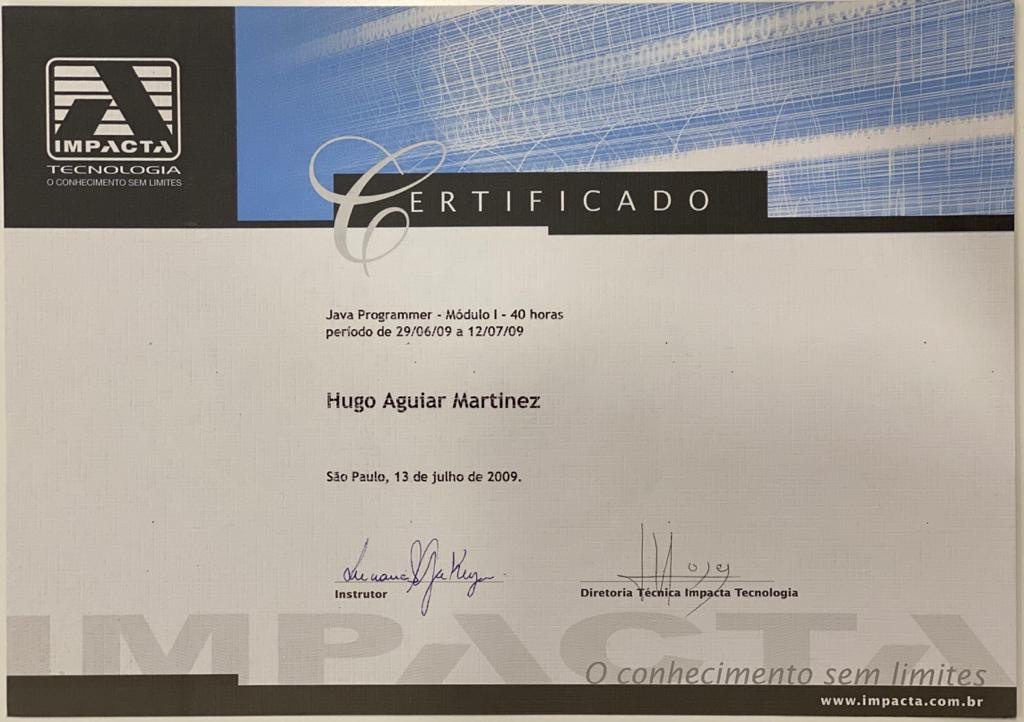 IMPACTA
TECNOLOGIA
O CONHECIMENTO SEM LIMITES
CERTIFICADO
Java Programmer - Módulo I - 40 horas
período de 29/06/09 a 12/07/09
Hugo Aguiar Martinez
São Paulo, 13 de julho de 2009.
Instrutor
Diretoria Técnica Impacta Tecnologia
IMPACTA
O conhecimento sem limites
www.impacta.com.br